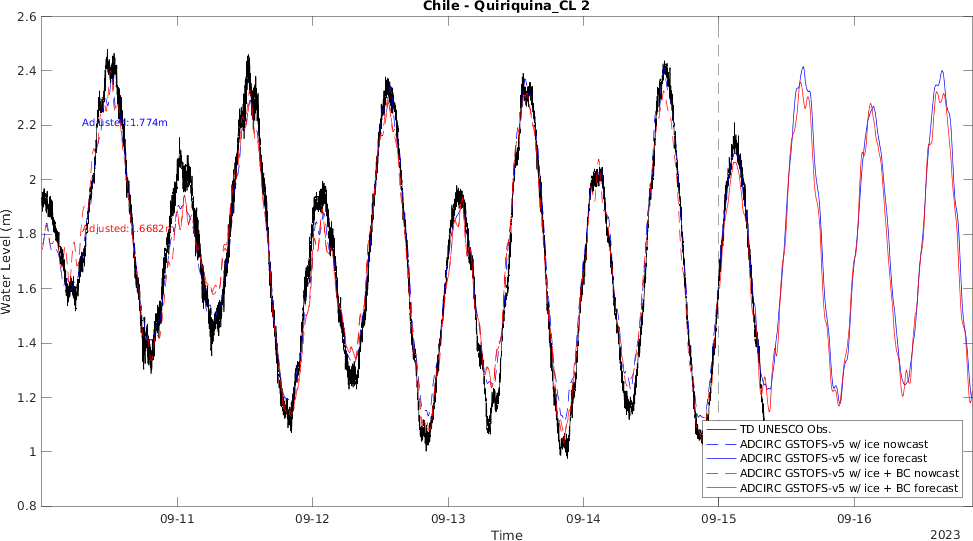 Chile - Quiriquina_CL 2
Water Level (m)
2.6
2.4
2.2
2
1.8
1.6
1.4
1.2
1
0.8
Adjusted:1.774m
Adjusted:1.6682m
09-11
09-12
09-13
09-14
09-15
09-16
Time
2023
TD UNESCO Obs.
ADCIRC GSTOFS-v5 w/ ice nowcast
ADCIRC GSTOFS-v5 w/ ice forecast
ADCIRC GSTOFS-v5 w/ ice + BC nowcast
ADCIRC GSTOFS-v5 w/ ice + BC forecast